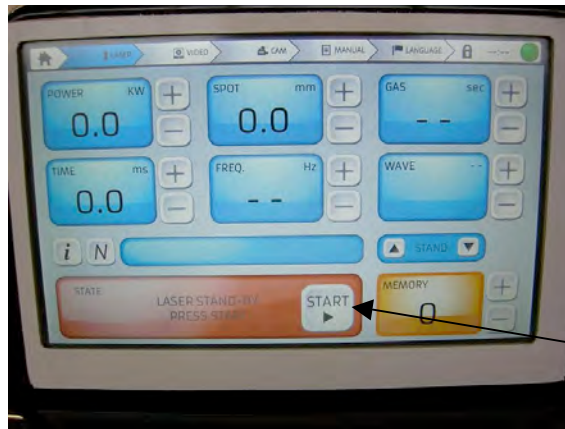 LASER VIDEO CAM MANUAL LANGUAGE --:--
POWER KW + SPOT mm + GAS sec +
0.0 - 0.0 - - - -
TIME ms + FREQ. Hz + WAVE -- +
0.0 - - - - -
i N STAND
STATE MEMORY +
LASER STAND-BY START 0 -
PRESS START